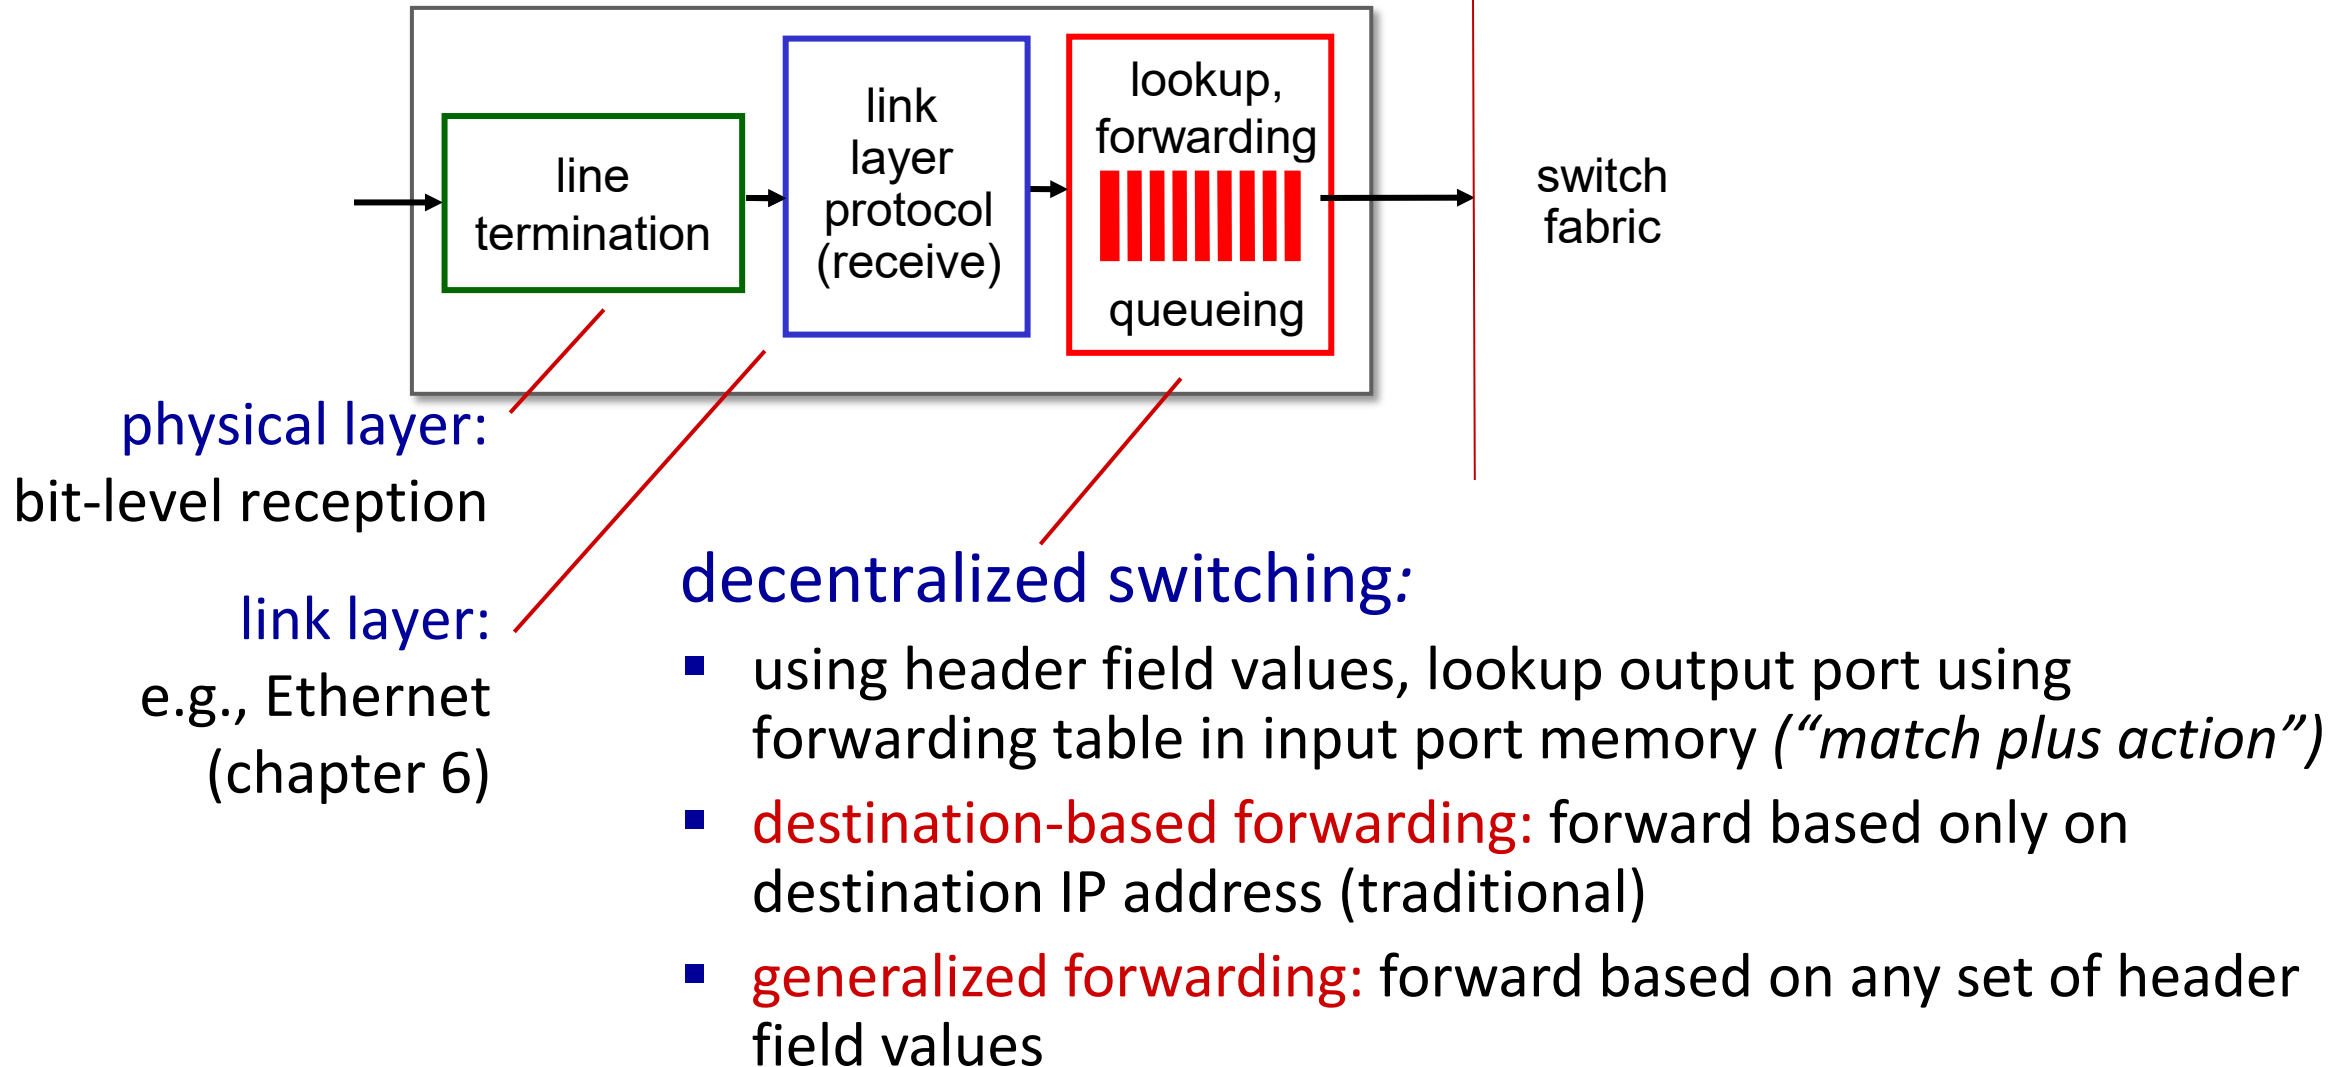 line
termination
link
layer
protocol
(receive)
lookup,
forwarding
queueing
switch
fabric
physical layer:
bit-level reception
link layer:
e.g., Ethernet
(chapter 6)
decentralized switching:
▪ using header field values, lookup output port using
forwarding table in input port memory (“match plus action”)
▪ destination-based forwarding: forward based only on
destination IP address (traditional)
▪ generalized forwarding: forward based on any set of header
field values